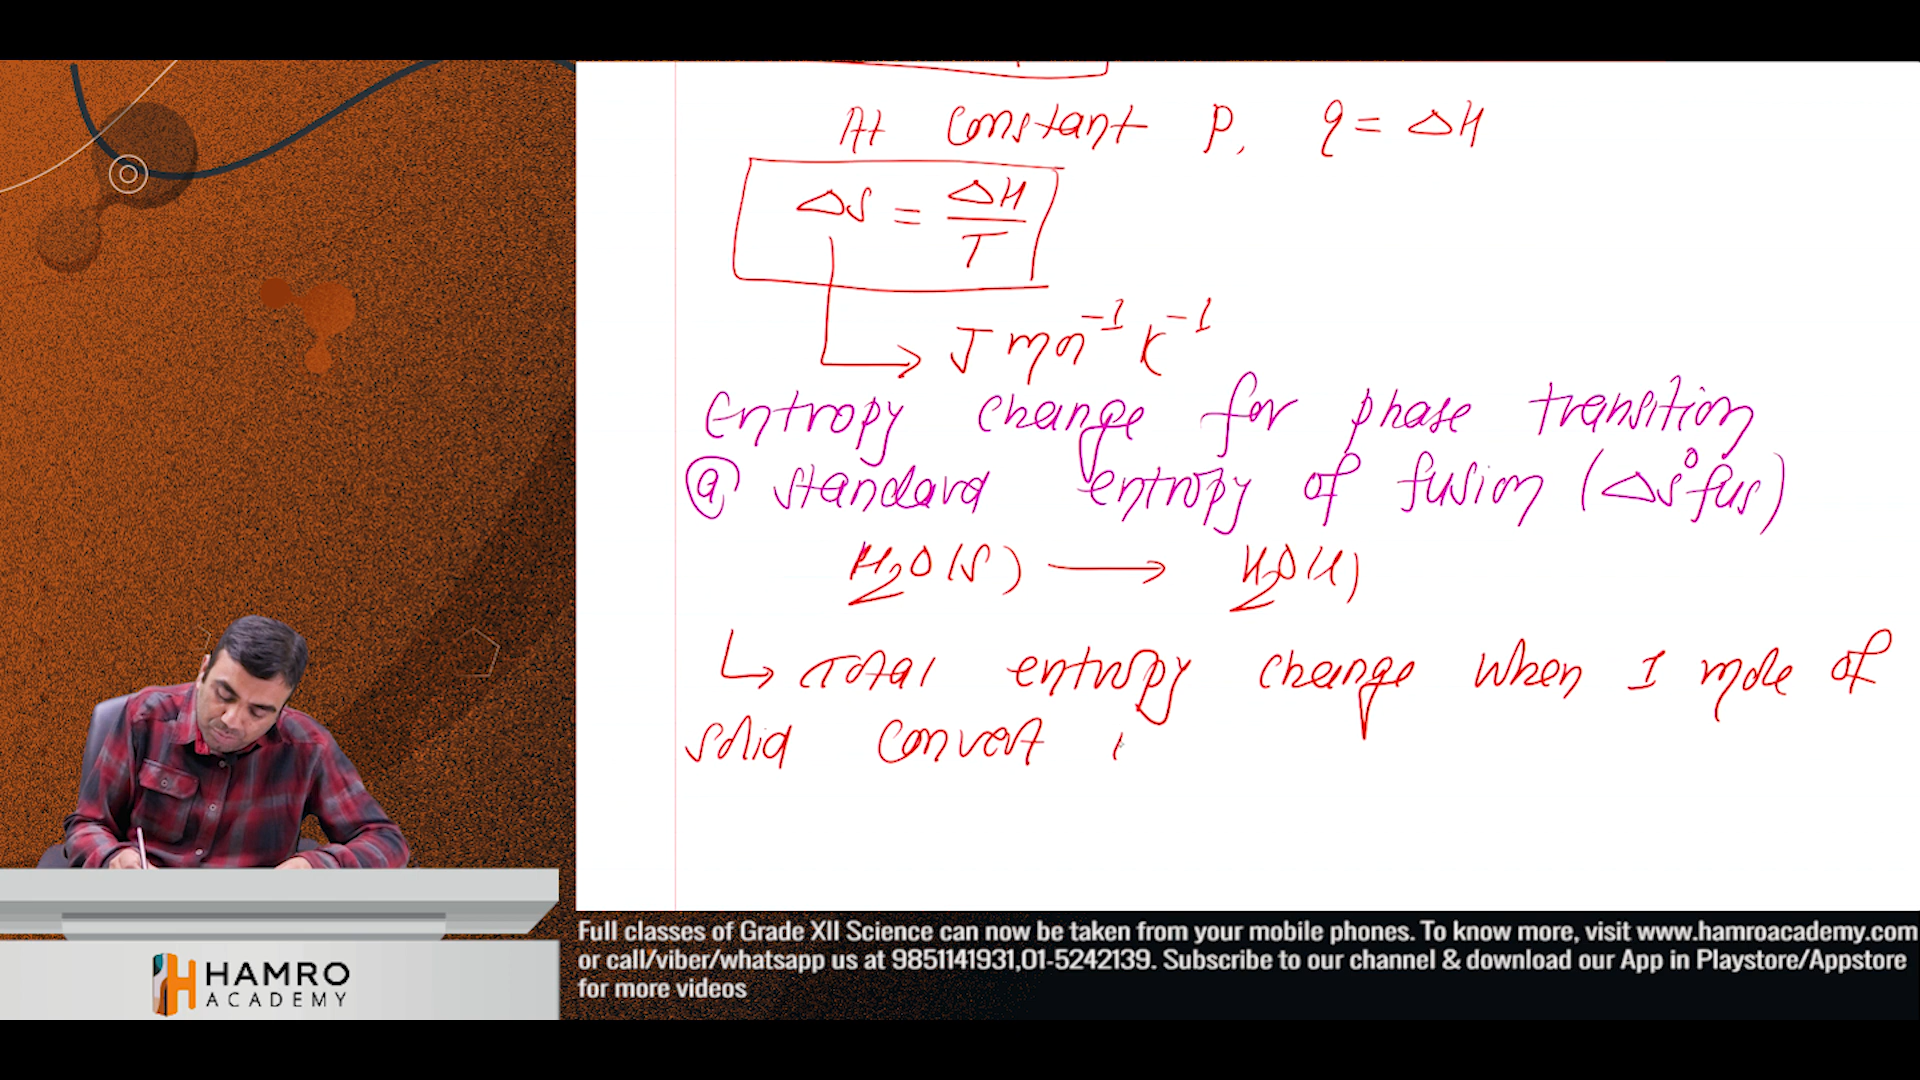 At constant P, q = ΔH
ΔS = ΔH/T
J mol⁻¹ K⁻¹
Entropy change for phase transition
(a) standard entropy of fusion (ΔS°fus)
H₂O(s) → H₂O(l)
↳ Total entropy change when 1 mole of
solid convert i
Full classes of Grade XII Science can now be taken from your mobile phones. To know more, visit www.hamroacademy.com
or call/viber/whatsapp us at 9851141931,01-5242139. Subscribe to our channel & download our App in Playstore/Appstore
for more videos
HAMRO
ACADEMY